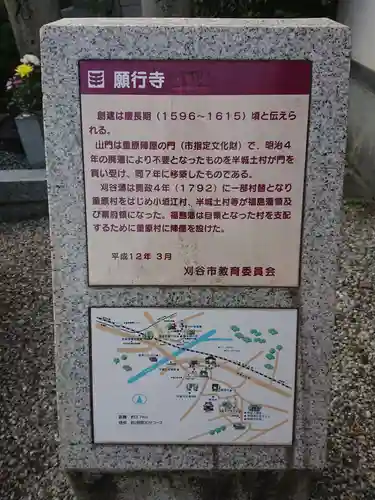 願行寺
創建は慶長期(1596〜1615)頃と伝えら
れる。
山門は重原陣屋の門(市指定文化財)で、明治4
年の廃藩により不要となったものを半城土村が門を
買い受け、同7年に移築したものである。
刈谷藩は寛政4年(1792)に一部村替となり
重原村をはじめ小垣江村、半城土村等が福島藩領及
び幕府領になった。福島藩は自領となった村を支配
するために重原村に陣屋を設けた。
平成12年3月
刈谷市教育委員会